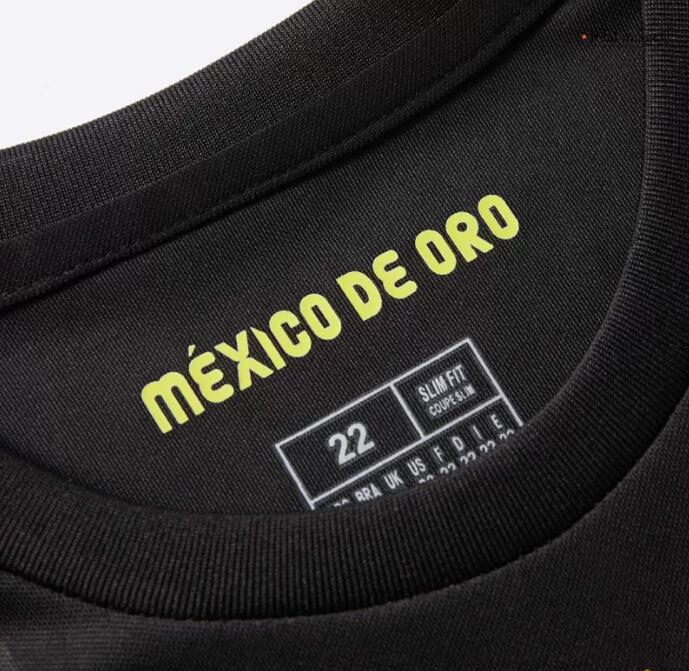 MÉXICO DE ORO
22
SLIM FIT
COUPE SLIM
BRA UK US F D I E